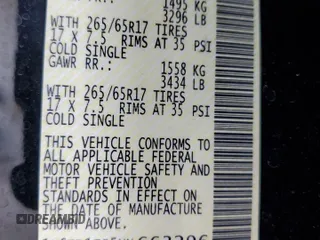 1495 KG
3296 LB
WITH 265/65R17 TIRES
17 X 7.5 RIMS AT 35 PSI
COLD SINGLE
GAWR RR.: 1558 KG
3434 LB
WITH 265/65R17 TIRES
17 X 7.5 RIMS AT 35 PSI
COLD SINGLE
THIS VEHICLE CONFORMS TO
ALL APPLICABLE FEDERAL
MOTOR VEHICLE SAFETY AND
THEFT PREVENTION
STANDARDS IN EFFECT ON
THE DATE OF MANUFACTURE
SHOWN ABOVE.
DREAMBID